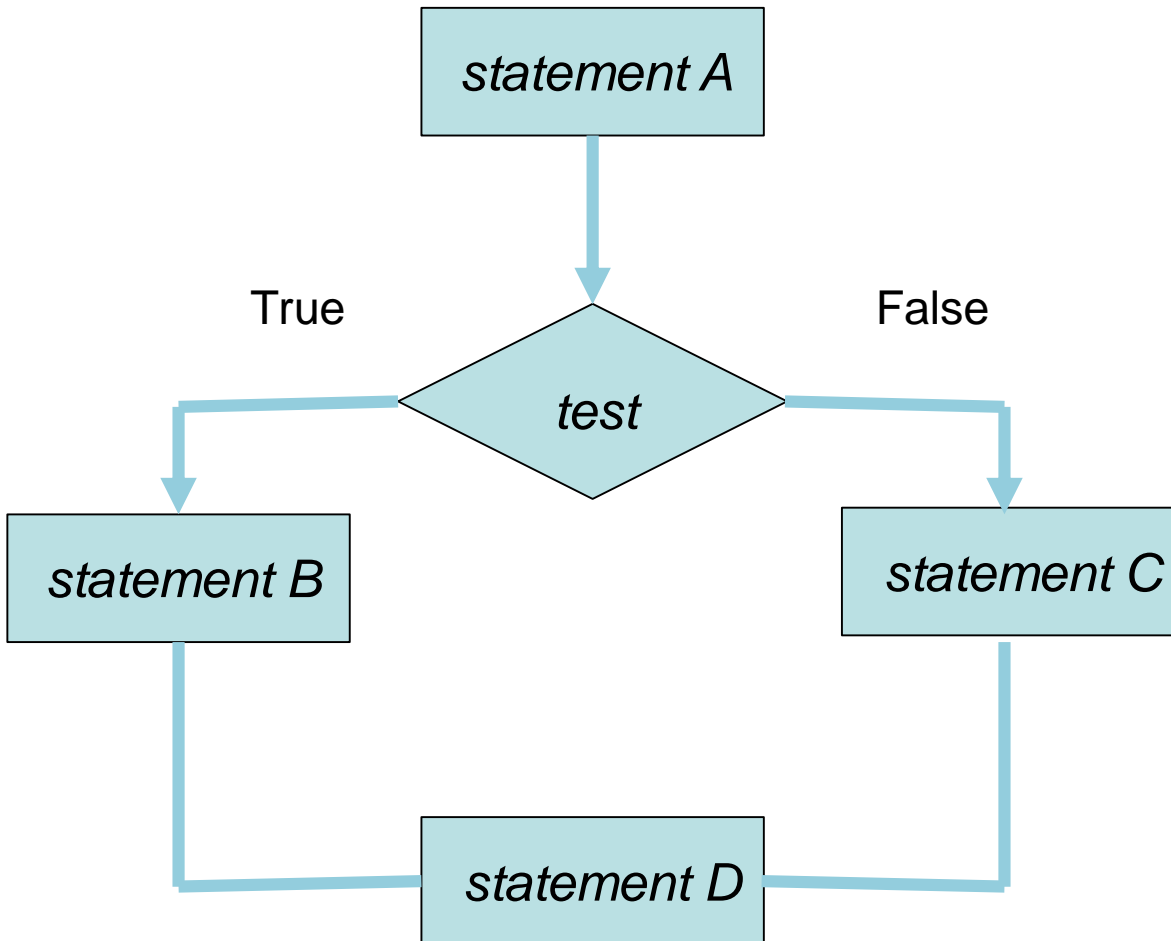 statement A
True
False
test
statement B
statement C
statement D